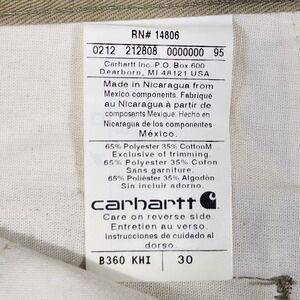 RN# 14806
0212 212808 0000000 95
Carhartt Inc. P.O. Box 600
Dearborn, MI 48121 USA
Made in Nicaragua from
Mexico components. Fabriqué
au Nicaragua à partir de
composants Mexique. Hecho en
Nicaragua de los componentes
México.
65% Polyester 35% CottonM
Exclusive of trimming.
65% Polyester 35% Coton
Sans garniture.
65% Poliéster 35% Algodón
Sin incluir adorno.
carhartt
Care on reverse side.
Entretien au verso.
Instrucciones de cuidado al
dorso.
B360 KHI 30